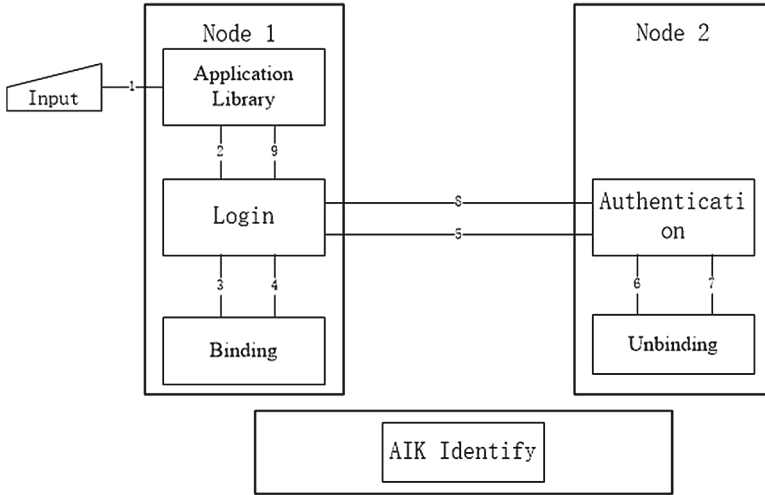 Node 1
Node 2
Application
Library
Input
1
2
9
Login
8
5
Authenticati
on
3
4
6
7
Binding
Unbinding
AIK Identify